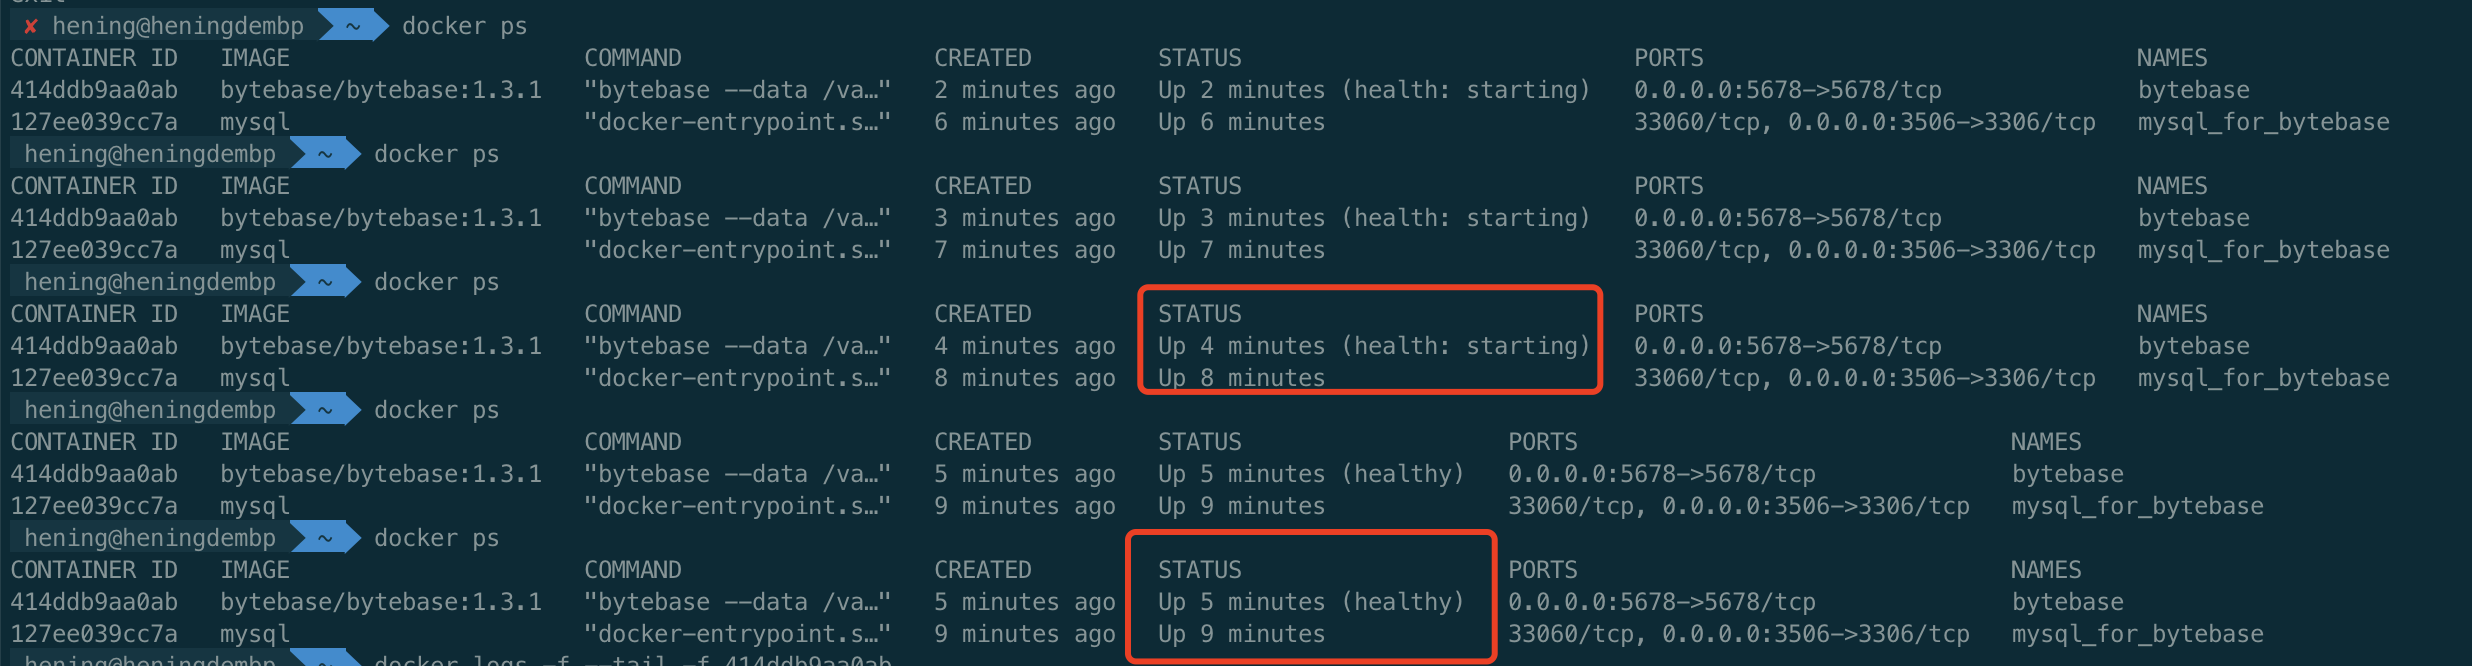 exit
✘ hening@heningdembp ~ docker ps
CONTAINER ID IMAGE COMMAND CREATED STATUS PORTS NAMES
414ddb9aa0ab bytebase/bytebase:1.3.1 "bytebase --data /va…" 2 minutes ago Up 2 minutes (health: starting) 0.0.0.0:5678->5678/tcp bytebase
127ee039cc7a mysql "docker-entrypoint.s…" 6 minutes ago Up 6 minutes 33060/tcp, 0.0.0.0:3506->3306/tcp mysql_for_bytebase
hening@heningdembp ~ docker ps
CONTAINER ID IMAGE COMMAND CREATED STATUS PORTS NAMES
414ddb9aa0ab bytebase/bytebase:1.3.1 "bytebase --data /va…" 3 minutes ago Up 3 minutes (health: starting) 0.0.0.0:5678->5678/tcp bytebase
127ee039cc7a mysql "docker-entrypoint.s…" 7 minutes ago Up 7 minutes 33060/tcp, 0.0.0.0:3506->3306/tcp mysql_for_bytebase
hening@heningdembp ~ docker ps
CONTAINER ID IMAGE COMMAND CREATED STATUS PORTS NAMES
414ddb9aa0ab bytebase/bytebase:1.3.1 "bytebase --data /va…" 4 minutes ago Up 4 minutes (health: starting) 0.0.0.0:5678->5678/tcp bytebase
127ee039cc7a mysql "docker-entrypoint.s…" 8 minutes ago Up 8 minutes 33060/tcp, 0.0.0.0:3506->3306/tcp mysql_for_bytebase
hening@heningdembp ~ docker ps
CONTAINER ID IMAGE COMMAND CREATED STATUS PORTS NAMES
414ddb9aa0ab bytebase/bytebase:1.3.1 "bytebase --data /va…" 5 minutes ago Up 5 minutes (healthy) 0.0.0.0:5678->5678/tcp bytebase
127ee039cc7a mysql "docker-entrypoint.s…" 9 minutes ago Up 9 minutes 33060/tcp, 0.0.0.0:3506->3306/tcp mysql_for_bytebase
hening@heningdembp ~ docker ps
CONTAINER ID IMAGE COMMAND CREATED STATUS PORTS NAMES
414ddb9aa0ab bytebase/bytebase:1.3.1 "bytebase --data /va…" 5 minutes ago Up 5 minutes (healthy) 0.0.0.0:5678->5678/tcp bytebase
127ee039cc7a mysql "docker-entrypoint.s…" 9 minutes ago Up 9 minutes 33060/tcp, 0.0.0.0:3506->3306/tcp mysql_for_bytebase
hening@heningdembp ~ docker logs -f --tail -f 414ddb9aa0ab